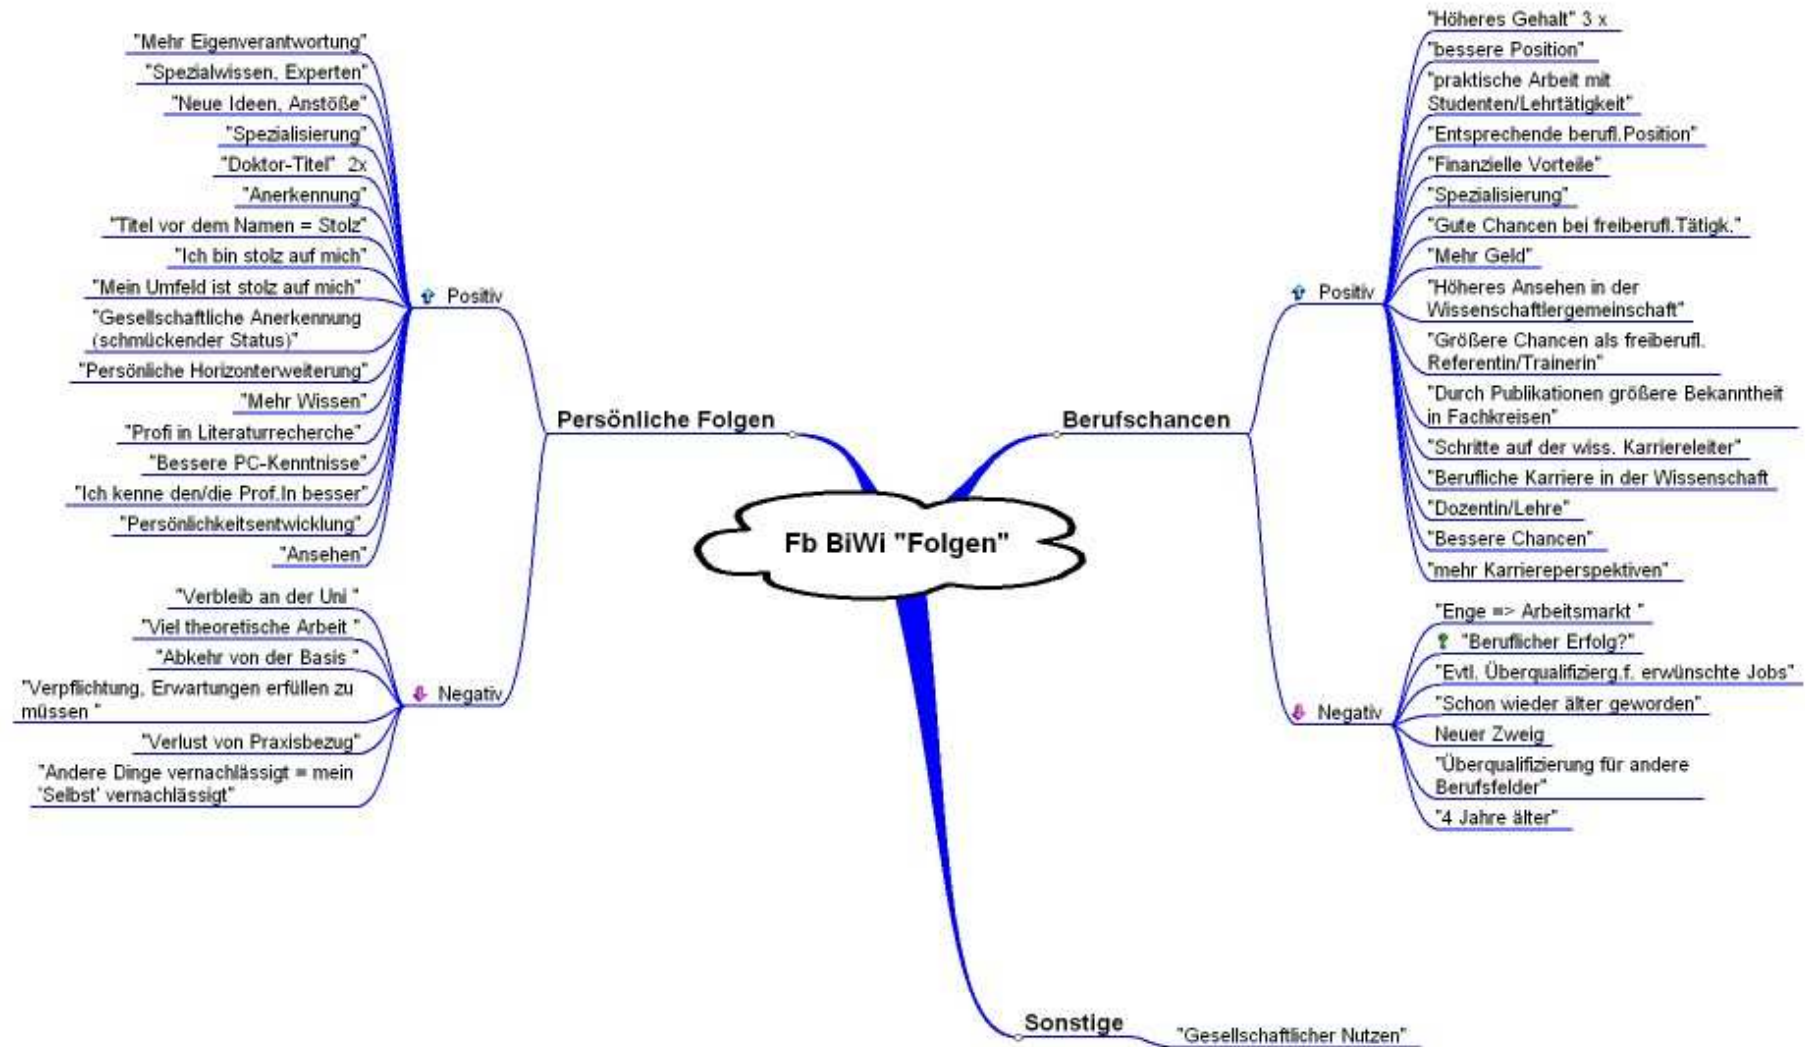 "Mehr Eigenverantwortung"
"Spezialwissen, Experten"
"Neue Ideen, Anstöße"
"Spezialisierung"
"Doktor-Titel" 2x
"Anerkennung"
"Titel vor dem Namen = Stolz"
"Ich bin stolz auf mich"
"Mein Umfeld ist stolz auf mich"
"Gesellschaftliche Anerkennung
(schmückender Status)"
"Persönliche Horizonterweiterung"
"Mehr Wissen"
"Profi in Literaturrecherche"
"Bessere PC-Kenntnisse"
"Ich kenne den/die Prof.In besser"
"Persönlichkeitsentwicklung"
"Ansehen"
Positiv
"Verbleib an der Uni "
"Viel theoretische Arbeit "
"Abkehr von der Basis "
"Verpflichtung, Erwartungen erfüllen zu
müssen "
"Verlust von Praxisbezug"
"Andere Dinge vernachlässigt = mein
'Selbst' vernachlässigt"
Negativ
Persönliche Folgen
Fb BiWi "Folgen"
Berufschancen
Positiv
"Höheres Gehalt" 3 x
"bessere Position"
"praktische Arbeit mit
Studenten/Lehrtätigkeit"
"Entsprechende berufl.Position"
"Finanzielle Vorteile"
"Spezialisierung"
"Gute Chancen bei freiberufl.Tätigk."
"Mehr Geld"
"Höheres Ansehen in der
Wissenschaftlergemeinschaft"
"Größere Chancen als freiberufl.
Referentin/Trainerin"
"Durch Publikationen größere Bekanntheit
in Fachkreisen"
"Schritte auf der wiss. Karriereleiter"
"Berufliche Karriere in der Wissenschaft
"Dozentin/Lehre"
"Bessere Chancen"
"mehr Karriereperspektiven"
Negativ
"Enge => Arbeitsmarkt "
? "Beruflicher Erfolg?"
"Evtl. Überqualifizierg.f. erwünschte Jobs"
"Schon wieder älter geworden"
Neuer Zweig
"Überqualifizierung für andere
Berufsfelder"
"4 Jahre älter"
Sonstige
"Gesellschaftlicher Nutzen"